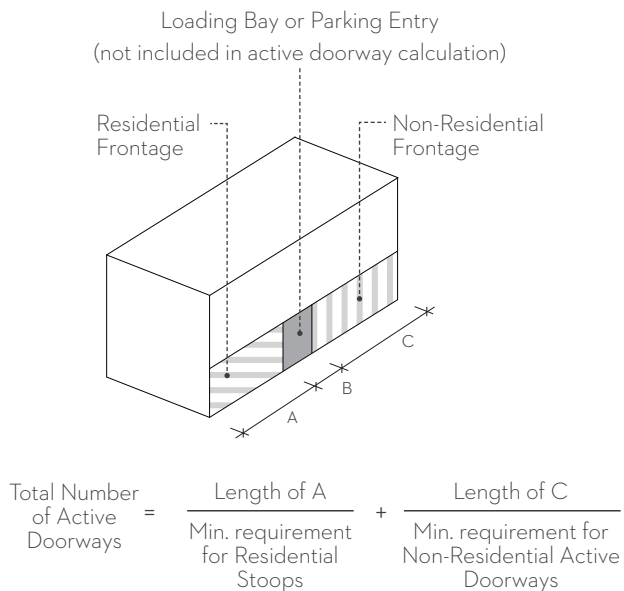 Loading Bay or Parking Entry
(not included in active doorway calculation)
Residential
Frontage
Non-Residential
Frontage
C
B
A
Total Number
of Active
Doorways
=
Length of A
Min. requirement
for Residential
Stoops
+
Length of C
Min. requirement for
Non-Residential Active
Doorways